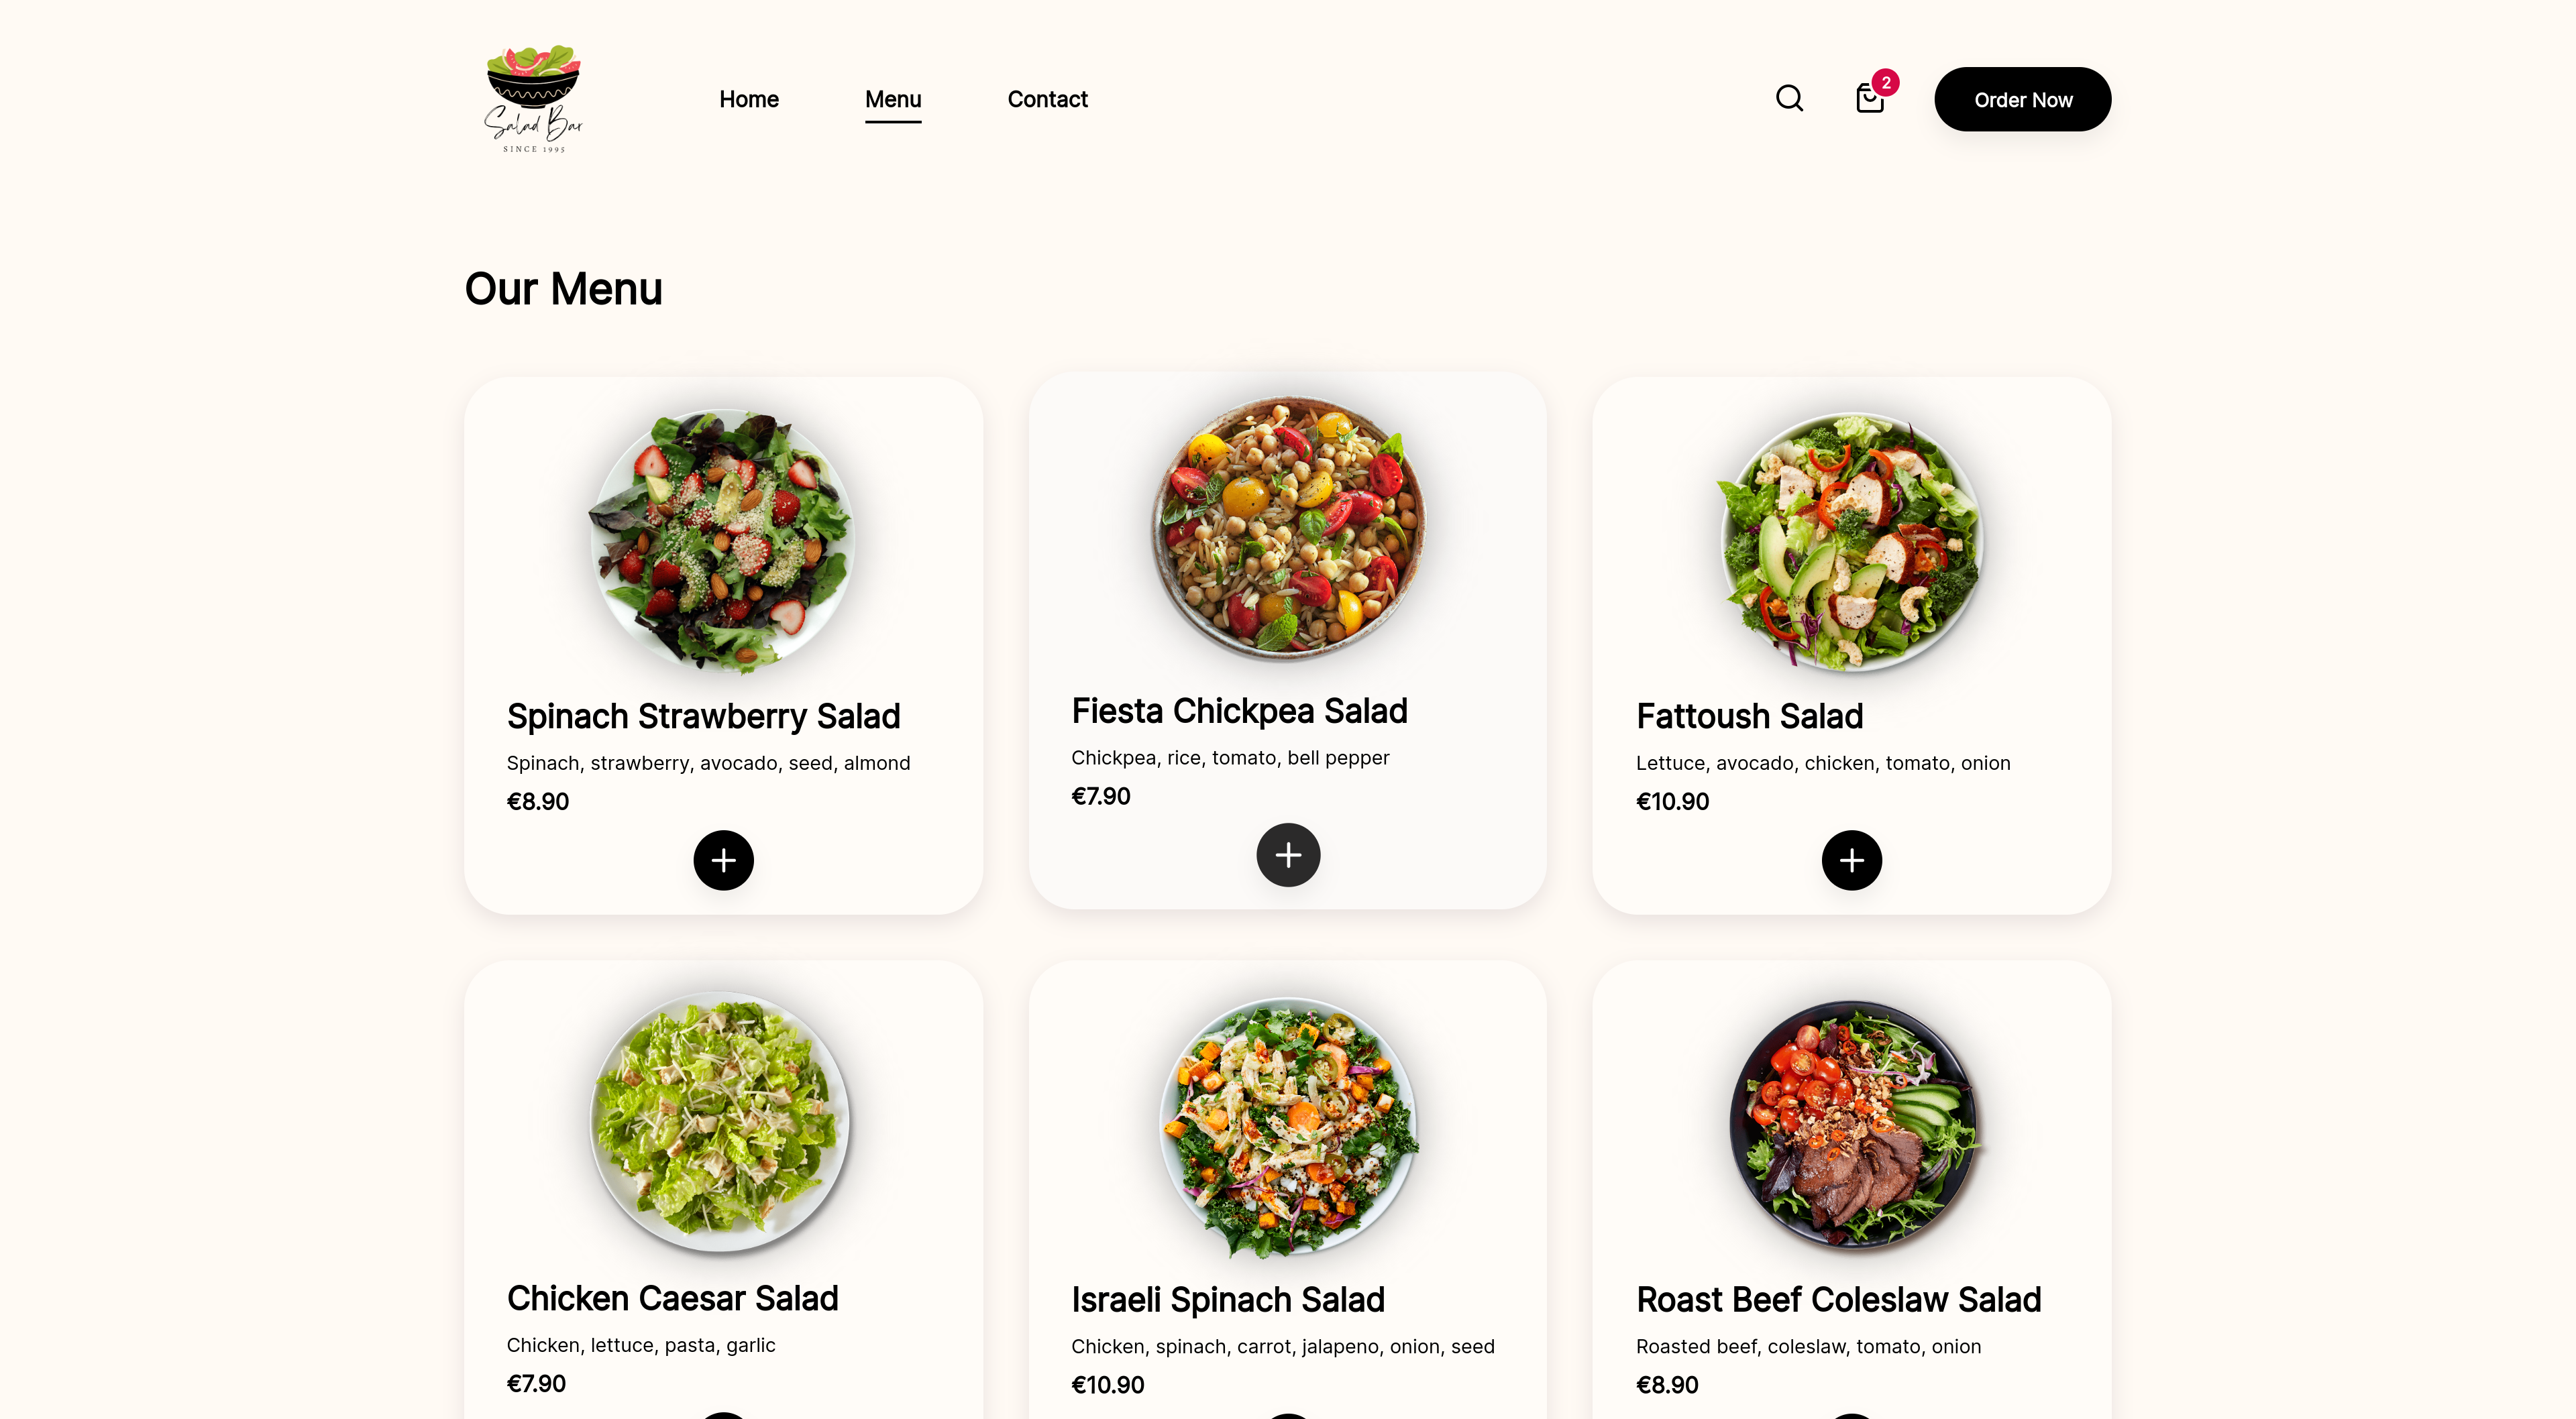 Salad Bar
SINCE 1995
Home
Menu
Contact
2
Order Now
Our Menu
Spinach Strawberry Salad
Spinach, strawberry, avocado, seed, almond
€8.90
Fiesta Chickpea Salad
Chickpea, rice, tomato, bell pepper
€7.90
Fattoush Salad
Lettuce, avocado, chicken, tomato, onion
€10.90
Chicken Caesar Salad
Chicken, lettuce, pasta, garlic
€7.90
Israeli Spinach Salad
Chicken, spinach, carrot, jalapeno, onion, seed
€10.90
Roast Beef Coleslaw Salad
Roasted beef, coleslaw, tomato, onion
€8.90